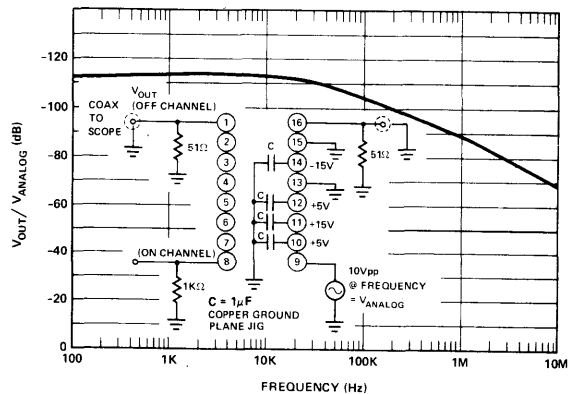 VOUT/ VANALOG (dB)
-120
-100
-80
-60
-40
-20
0
100
1K
10K
100K
1M
10M
FREQUENCY (Hz)
COAX
TO
SCOPE
VOUT
(OFF CHANNEL)
51Ω
(ON CHANNEL)
1KΩ
1
2
3
4
5
6
7
8
C = 1μF
COPPER GROUND
PLANE JIG
16
15
14
13
12
11
10
9
C
C
C
C
-15V
+5V
+15V
+5V
51Ω
10Vpp
@ FREQUENCY
= VANALOG